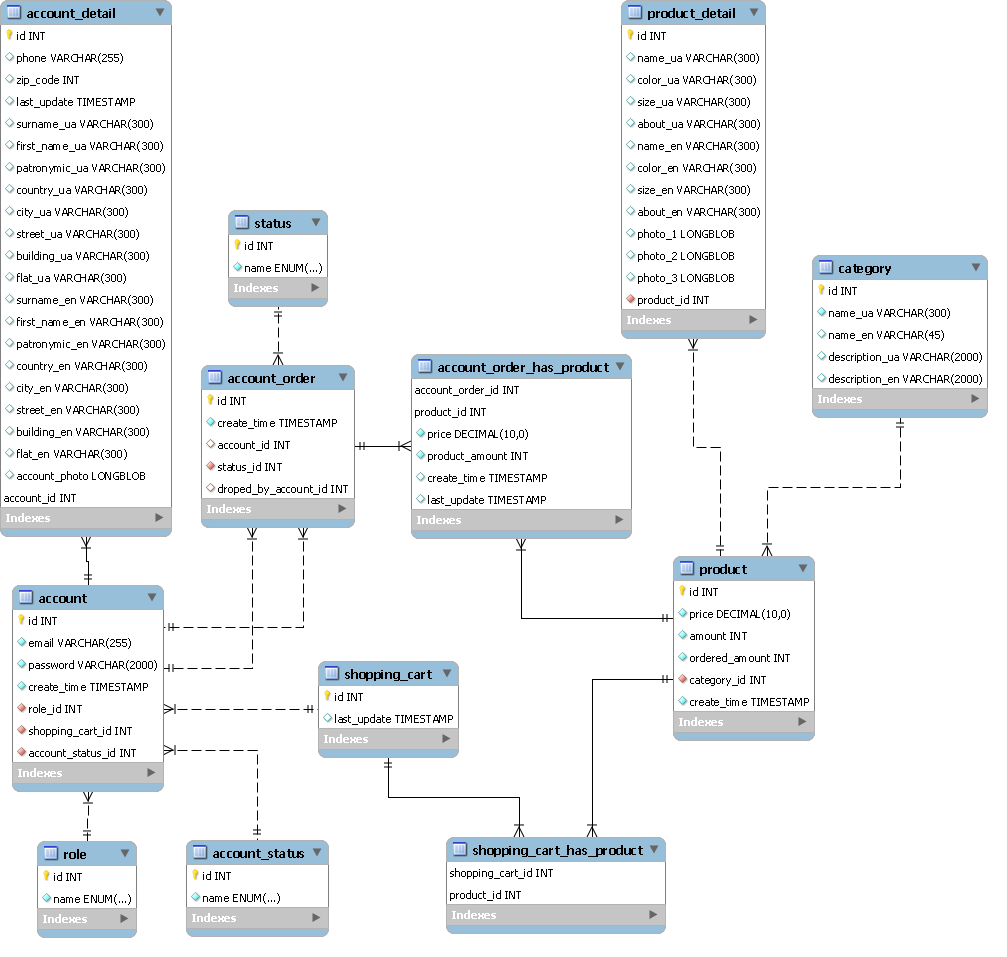 account_detail
id INT
phone VARCHAR(255)
zip_code INT
last_update TIMESTAMP
surname_ua VARCHAR(300)
first_name_ua VARCHAR(300)
patronymic_ua VARCHAR(300)
country_ua VARCHAR(300)
city_ua VARCHAR(300)
street_ua VARCHAR(300)
building_ua VARCHAR(300)
flat_ua VARCHAR(300)
surname_en VARCHAR(300)
first_name_en VARCHAR(300)
patronymic_en VARCHAR(300)
country_en VARCHAR(300)
city_en VARCHAR(300)
street_en VARCHAR(300)
building_en VARCHAR(300)
flat_en VARCHAR(300)
account_photo LONGBLOB
account_id INT
Indexes
product_detail
id INT
name_ua VARCHAR(300)
color_ua VARCHAR(300)
size_ua VARCHAR(300)
about_ua VARCHAR(300)
name_en VARCHAR(300)
color_en VARCHAR(300)
size_en VARCHAR(300)
about_en VARCHAR(300)
photo_1 LONGBLOB
photo_2 LONGBLOB
photo_3 LONGBLOB
product_id INT
Indexes
status
id INT
name ENUM(...)
Indexes
category
id INT
name_ua VARCHAR(300)
name_en VARCHAR(45)
description_ua VARCHAR(2000)
description_en VARCHAR(2000)
Indexes
account_order
id INT
create_time TIMESTAMP
account_id INT
status_id INT
droped_by_account_id INT
Indexes
account_order_has_product
account_order_id INT
product_id INT
price DECIMAL(10,0)
product_amount INT
create_time TIMESTAMP
last_update TIMESTAMP
Indexes
product
id INT
price DECIMAL(10,0)
amount INT
ordered_amount INT
category_id INT
create_time TIMESTAMP
Indexes
account
id INT
email VARCHAR(255)
password VARCHAR(2000)
create_time TIMESTAMP
role_id INT
shopping_cart_id INT
account_status_id INT
Indexes
shopping_cart
id INT
last_update TIMESTAMP
Indexes
role
id INT
name ENUM(...)
Indexes
account_status
id INT
name ENUM(...)
Indexes
shopping_cart_has_product
shopping_cart_id INT
product_id INT
Indexes